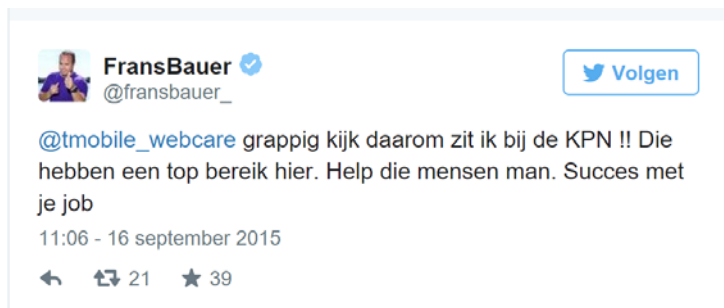 FransBauer
@fransbauer_
Volgen
@tmobile_webcare grappig kijk daarom zit ik bij de KPN !! Die
hebben een top bereik hier. Help die mensen man. Succes met
je job
11:06 - 16 september 2015
21 39